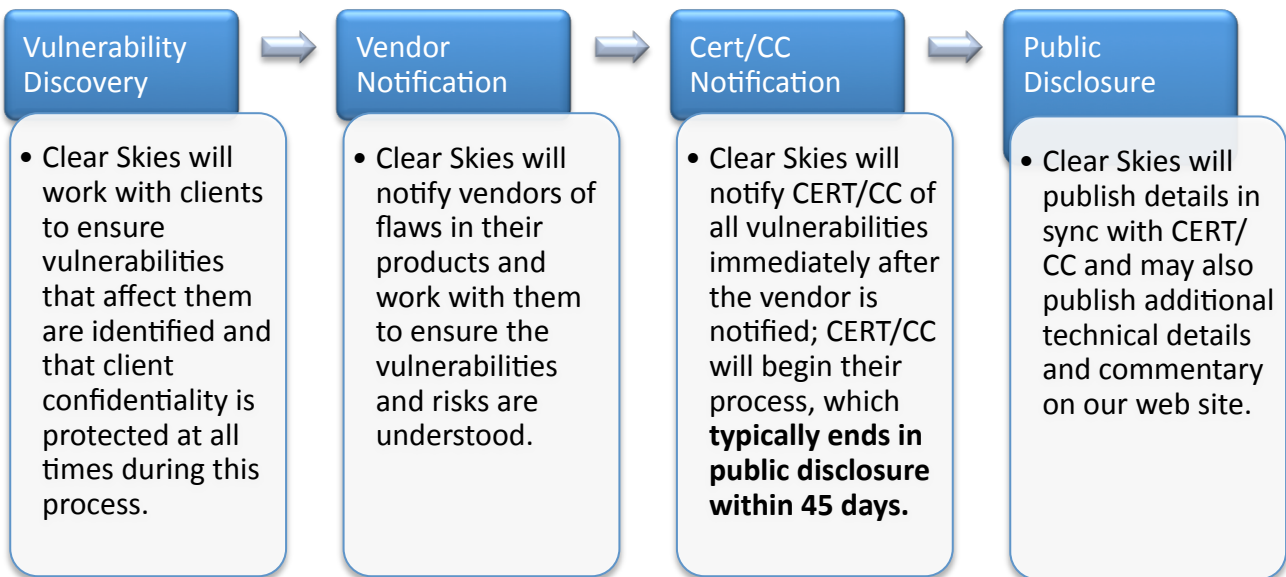 Vulnerability
Discovery
• Clear Skies will
work with clients
to ensure
vulnerabilities
that affect them
are identified and
that client
confidentiality is
protected at all
times during this
process.
Vendor
Notification
• Clear Skies will
notify vendors of
flaws in their
products and
work with them
to ensure the
vulnerabilities
and risks are
understood.
Cert/CC
Notification
• Clear Skies will
notify CERT/CC of
all vulnerabilities
immediately after
the vendor is
notified; CERT/CC
will begin their
process, which
typically ends in
public disclosure
within 45 days.
Public
Disclosure
• Clear Skies will
publish details in
sync with CERT/
CC and may also
publish additional
technical details
and commentary
on our web site.